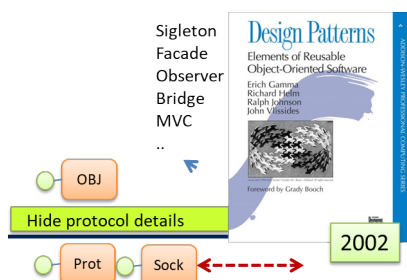 Sigleton
Facade
Observer
Bridge
MVC
..
Design Patterns
Elements of Reusable
Object-Oriented Software
Erich Gamma
Richard Helm
Ralph Johnson
John Vlissides
Foreword by Grady Booch
ADDISON-WESLEY PROFESSIONAL COMPUTING SERIES
OBJ
Hide protocol details
Prot
Sock
2002